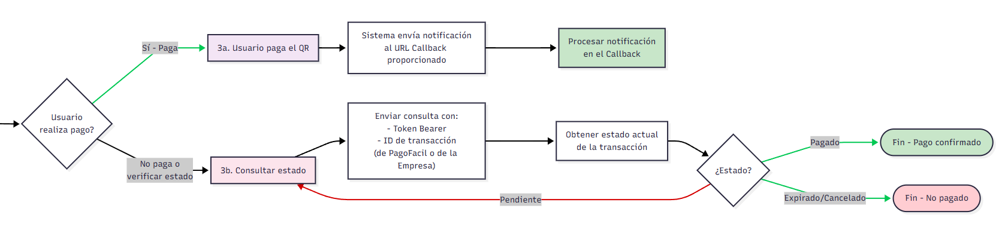 Usuario
realiza pago?
Sí - Paga
3a. Usuario paga el QR
Sistema envía notificación
al URL Callback
proporcionado
Procesar notificación
en el Callback
No paga o
verificar estado
3b. Consultar estado
Enviar consulta con:
- Token Bearer
- ID de transacción
(de PagoFacil o de la
Empresa)
Obtener estado actual
de la transacción
¿Estado?
Pagado
Fin - Pago confirmado
Expirado/Cancelado
Fin - No pagado
Pendiente